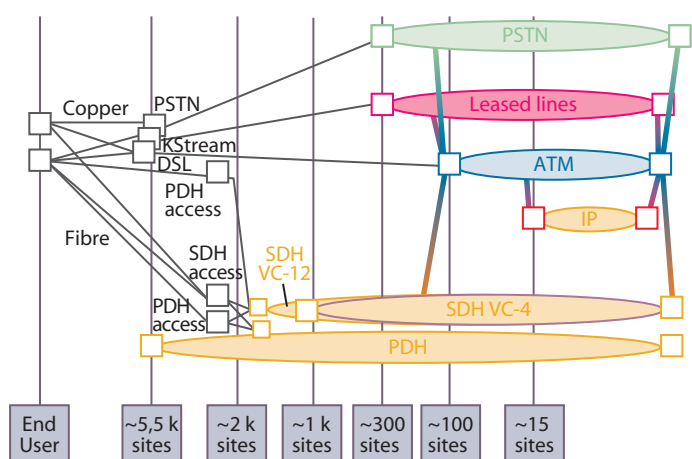 PSTN
Copper
PSTN
Leased lines
KStream
DSL
ATM
PDH
access
IP
Fibre
SDH
access
SDH
VC-12
PDH
access
SDH VC-4
PDH
End
User
~5,5 k
sites
~2 k
sites
~1 k
sites
~300
sites
~100
sites
~15
sites